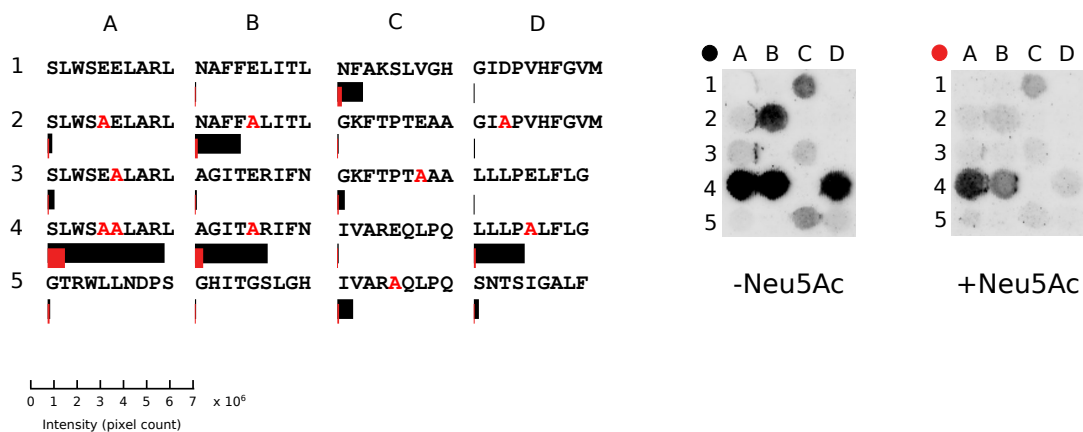 A B C D
1 SLWSEELARL NAFFELITL NFAKSLVGH GIDPVHFGVM
2 SLWSAELARL NAFFALITL GKFTPTEAA GIAPVHFGVM
3 SLWSEALARL AGITERIFN GKFTPTAAA LLLPELFLG
4 SLWSAALARL AGITARIFN IVAREQLPQ LLLPALFLG
5 GTRWLLNDPS GHITGSLGH IVARAQLPQ SNTSIGALF
0 1 2 3 4 5 6 7 x 10⁶
Intensity (pixel count)
A B C D
1
2
3
4
5
-Neu5Ac
A B C D
1
2
3
4
5
+Neu5Ac